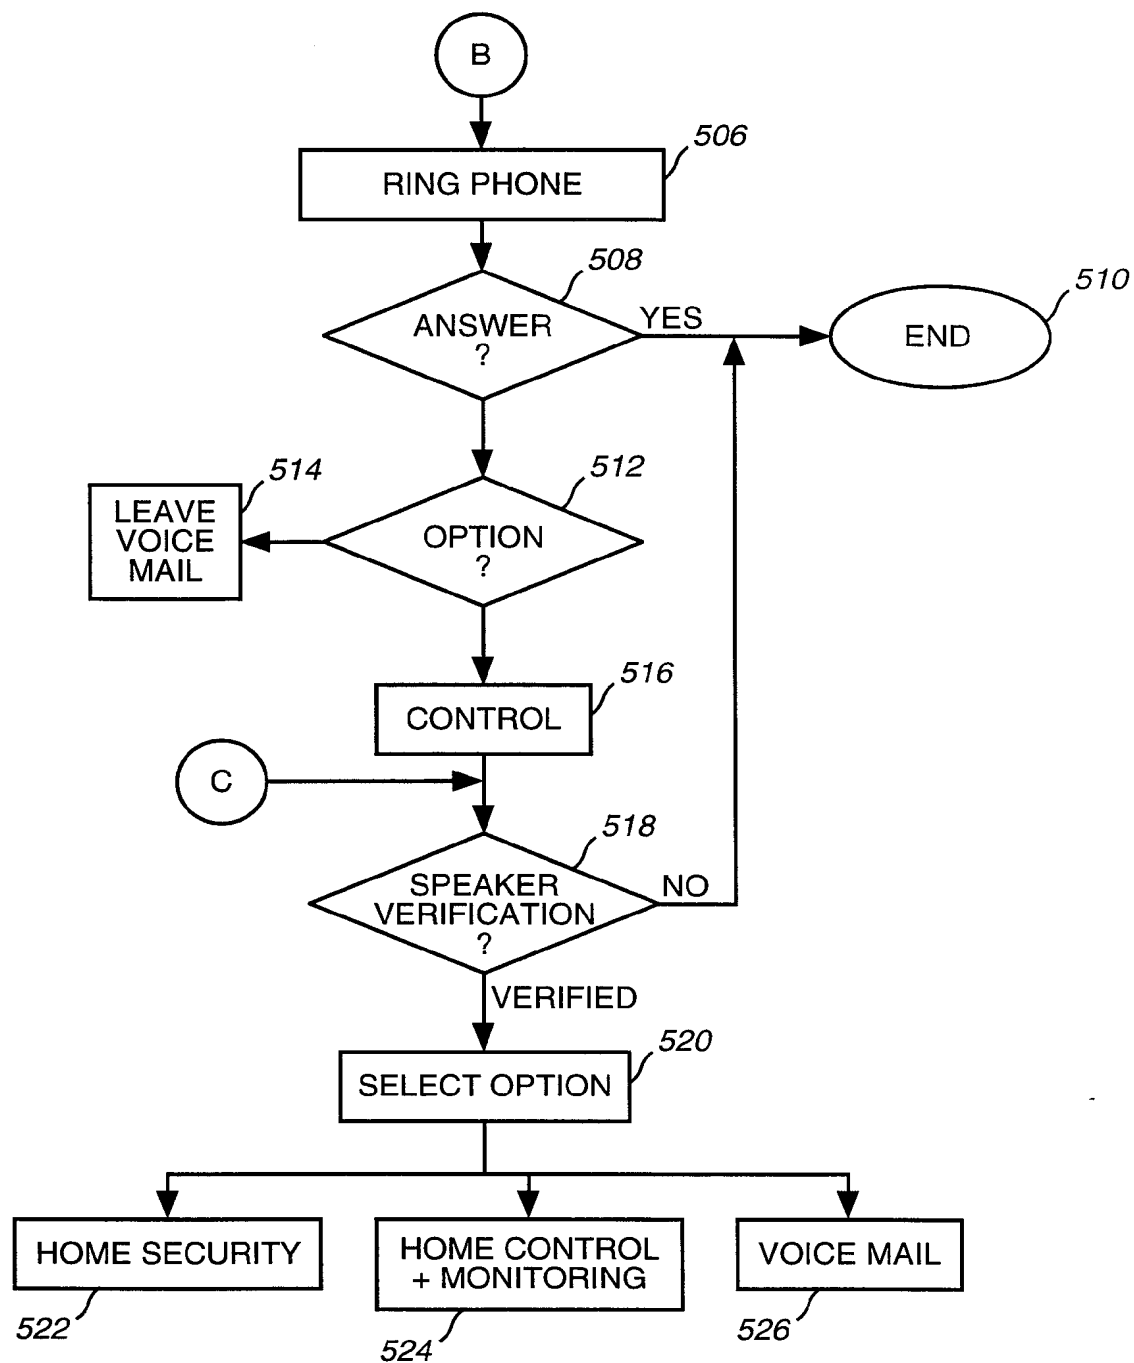 B
506
RING PHONE
508
ANSWER
?
YES
510
END
514
LEAVE
VOICE
MAIL
512
OPTION
?
516
CONTROL
C
518
SPEAKER
VERIFICATION
?
NO
VERIFIED
520
SELECT OPTION
HOME SECURITY
522
HOME CONTROL
+ MONITORING
524
VOICE MAIL
526